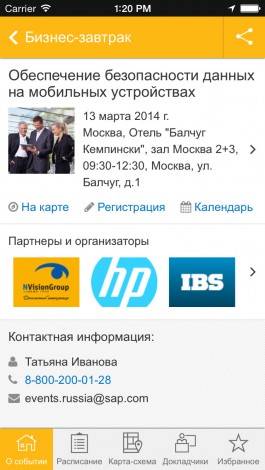 Carrier 1:20 PM
Бизнес-завтрак
Обеспечение безопасности данных
на мобильных устройствах
13 марта 2014 г.
Москва, Отель "Балчуг
Кемпински", зал Москва 2+3,
09:30-12:30, Москва, ул.
Балчуг, д.1
На карте Регистрация Календарь
Партнеры и организаторы
NVisionGroup hp IBS
Контактная информация:
Татьяна Иванова
8-800-200-01-28
events.russia@sap.com
О событии Расписание Карта-схема Докладчики Избранное